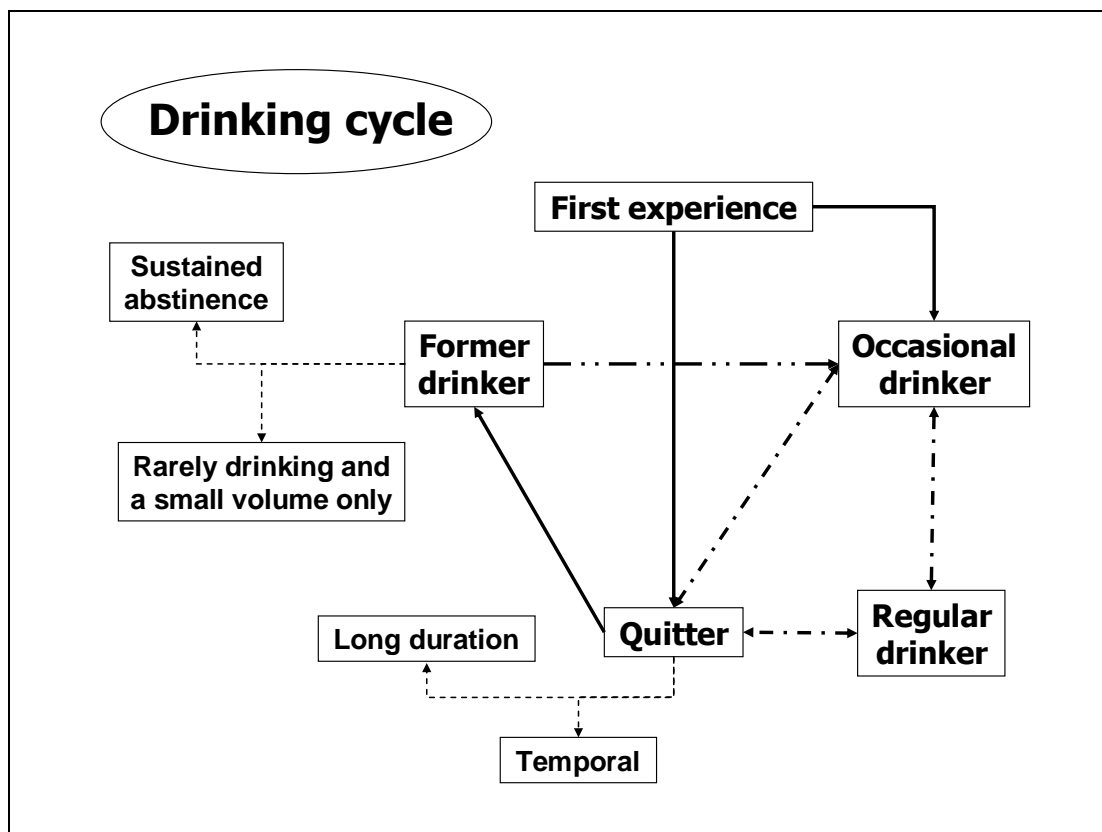 Drinking cycle
First experience
Sustained
abstinence
Former
drinker
Occasional
drinker
Rarely drinking and
a small volume only
Long duration
Quitter
Regular
drinker
Temporal